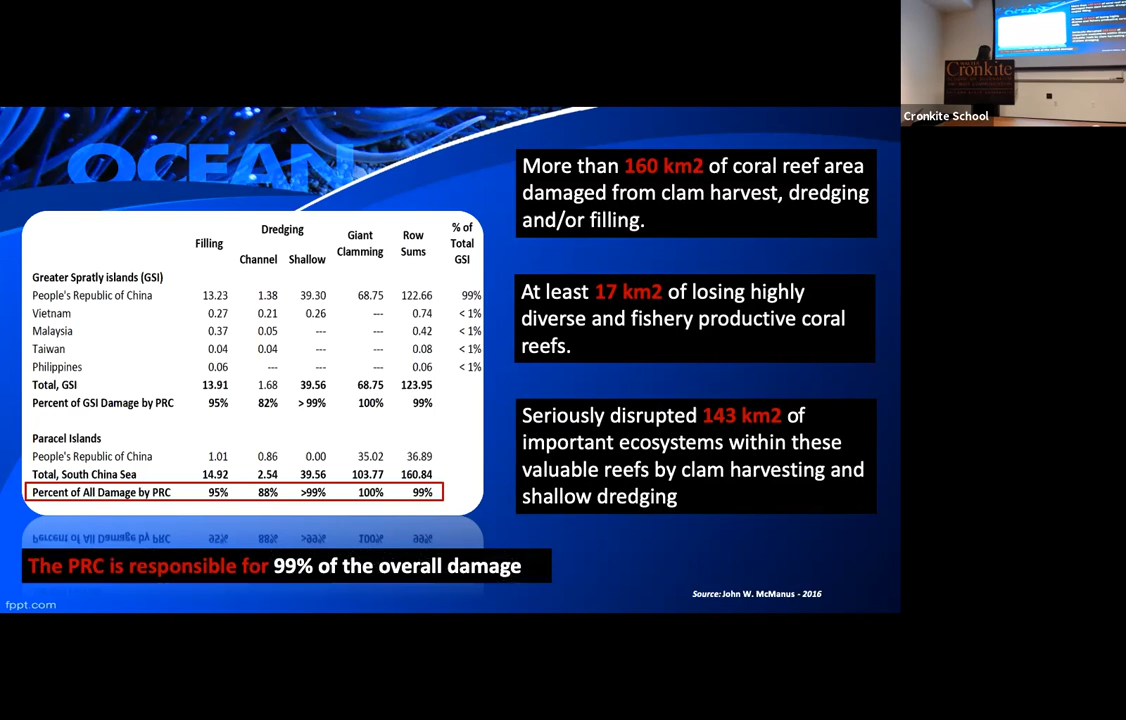 OCEAN
Filling Dredging Giant Clamming Row Sums % of Total GSI
Channel Shallow
Greater Spratly islands (GSI)
People's Republic of China 13.23 1.38 39.30 68.75 122.66 99%
Vietnam 0.27 0.21 0.26 --- 0.74 < 1%
Malaysia 0.37 0.05 --- --- 0.42 < 1%
Taiwan 0.04 0.04 --- --- 0.08 < 1%
Philippines 0.06 --- --- --- 0.06 < 1%
Total, GSI 13.91 1.68 39.56 68.75 123.95
Percent of GSI Damage by PRC 95% 82% > 99% 100% 99%
Paracel Islands
People's Republic of China 1.01 0.86 0.00 35.02 36.89
Total, South China Sea 14.92 2.54 39.56 103.77 160.84
Percent of All Damage by PRC 95% 88% >99% 100% 99%
The PRC is responsible for 99% of the overall damage
fppt.com
More than 160 km2 of coral reef area
damaged from clam harvest, dredging
and/or filling.
At least 17 km2 of losing highly
diverse and fishery productive coral
reefs.
Seriously disrupted 143 km2 of
important ecosystems within these
valuable reefs by clam harvesting and
shallow dredging
Source: John W. McManus - 2016
Cronkite
Cronkite School